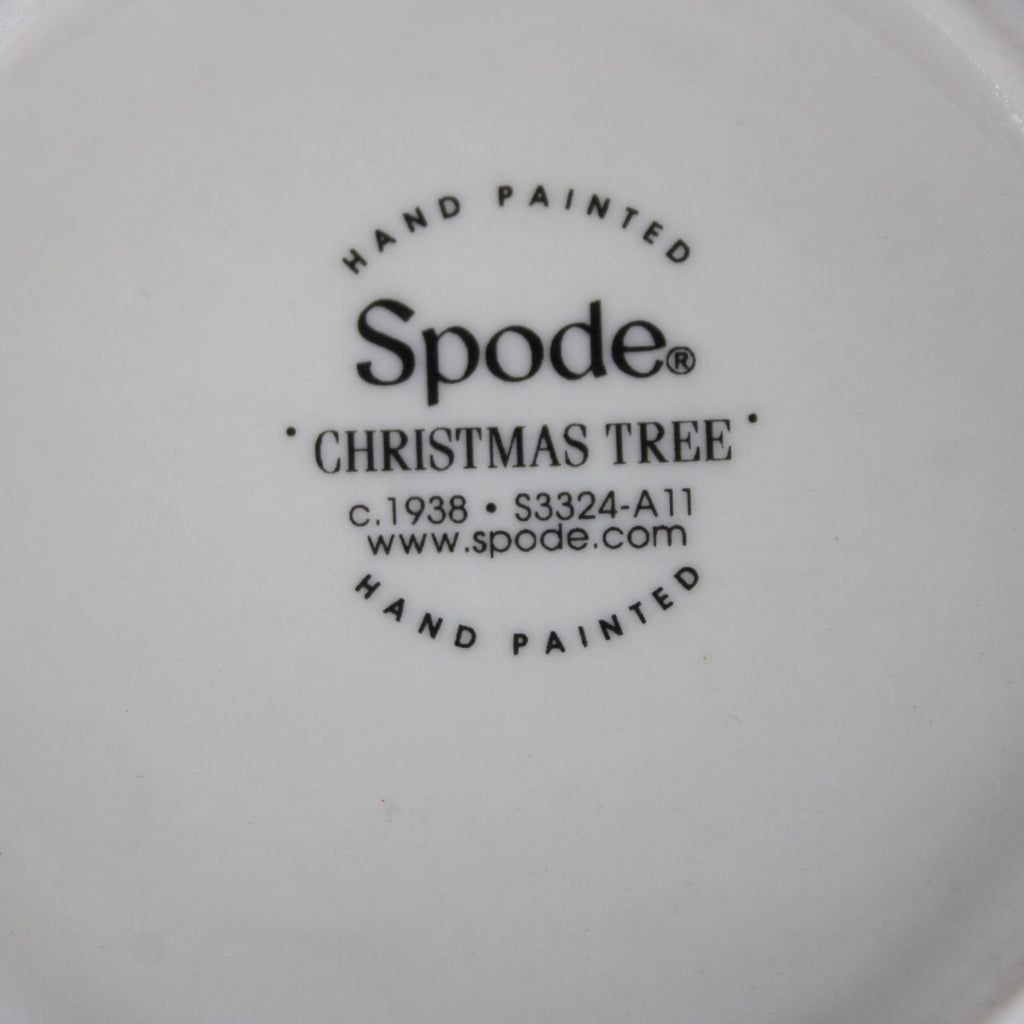 HAND PAINTED
Spode®
· CHRISTMAS TREE ·
c.1938 • S3324-A11
www.spode.com
HAND PAINTED